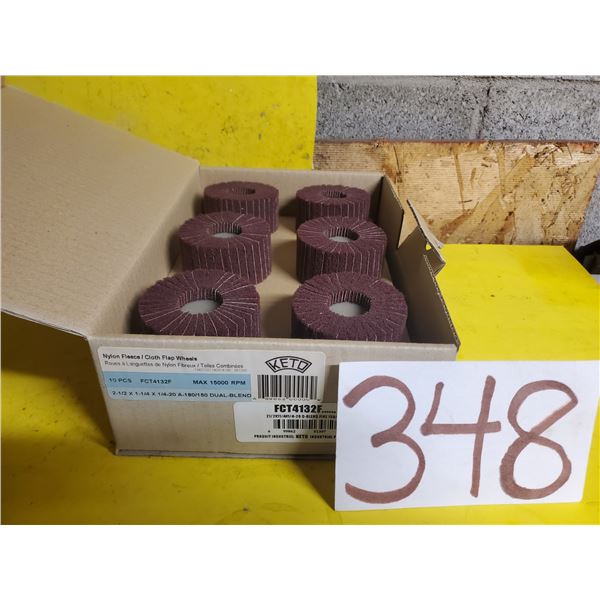 Nylon Fleece / Cloth Flap Wheels
Roues à Languettes de Nylon Fibreux / Toiles Combinées
10 PCS FCT4132F MAX 15000 RPM
2-1/2 X 1-1/4 X 1/4-20 A-180/150 DUAL-BLEND
KETO
FCT4132F......
PRODUIT INDUSTRIEL KETO INDUSTRIAL
348